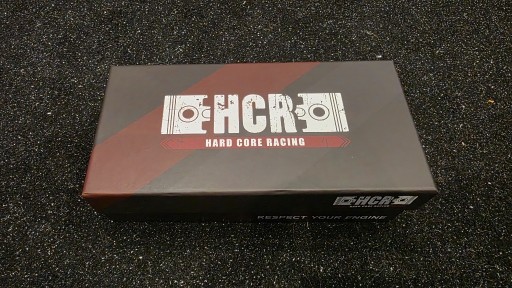 HCR
HARD CORE RACING
HCR
RESPECT YOUR ENGINE